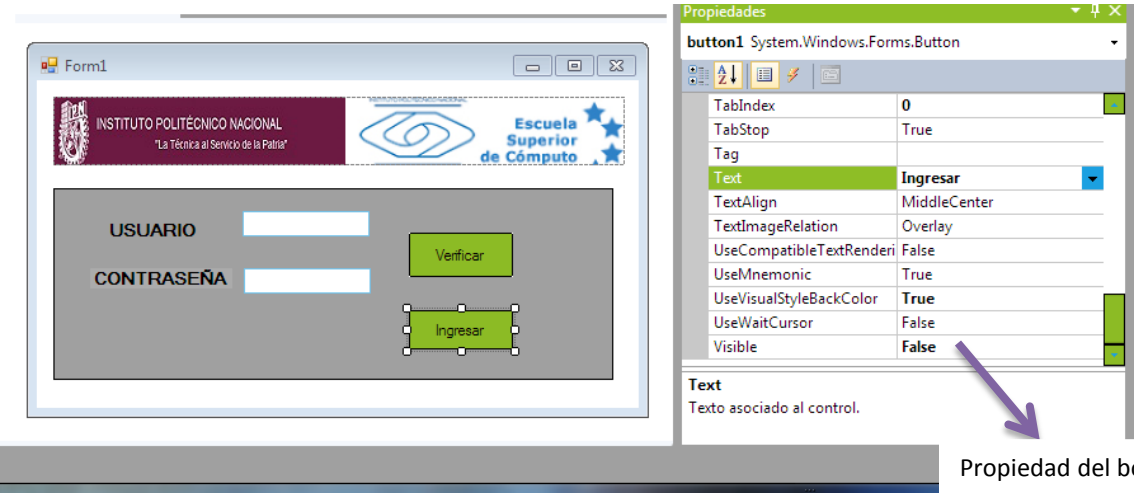 Propiedades
button1 System.Windows.Forms.Button
Form1
INSTITUTO POLITÉCNICO NACIONAL
"La Técnica al Servicio de la Patria"
Escuela
Superior
de Cómputo
USUARIO
CONTRASEÑA
Verificar
Ingresar
TabIndex 0
TabStop True
Tag
Text Ingresar
TextAlign MiddleCenter
TextImageRelation Overlay
UseCompatibleTextRenderi False
UseMnemonic True
UseVisualStyleBackColor True
UseWaitCursor False
Visible False
Text
Texto asociado al control.
Propiedad del